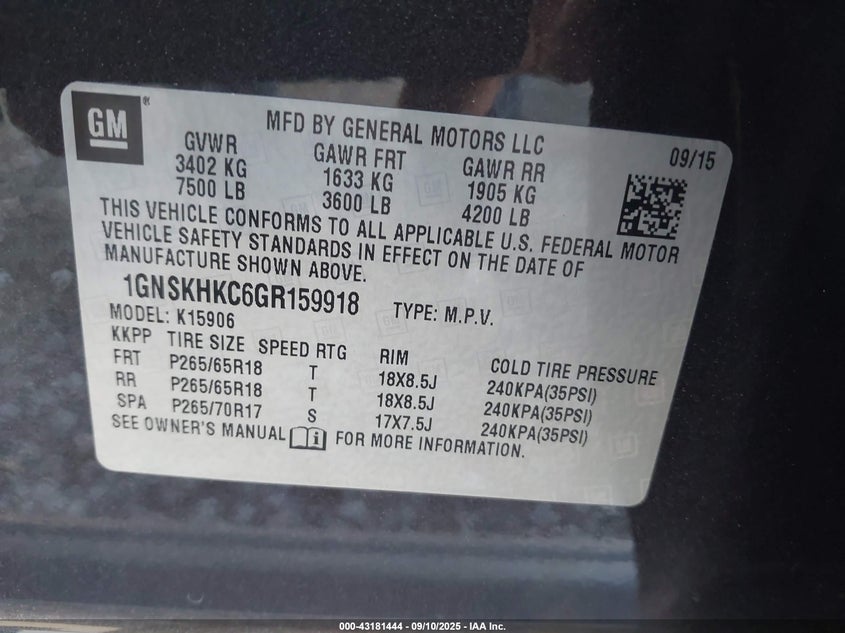 GM
MFD BY GENERAL MOTORS LLC
09/15
GVWR GAWR FRT GAWR RR
3402 KG 1633 KG 1905 KG
7500 LB 3600 LB 4200 LB
THIS VEHICLE CONFORMS TO ALL APPLICABLE U.S. FEDERAL MOTOR
VEHICLE SAFETY STANDARDS IN EFFECT ON THE DATE OF
MANUFACTURE SHOWN ABOVE.
1GNSKHKC6GR159918 TYPE: M.P.V.
MODEL: K15906
KKPP TIRE SIZE SPEED RTG RIM COLD TIRE PRESSURE
FRT P265/65R18 T 18X8.5J 240KPA(35PSI)
RR P265/65R18 T 18X8.5J 240KPA(35PSI)
SPA P265/70R17 S 17X7.5J 240KPA(35PSI)
SEE OWNER'S MANUAL FOR MORE INFORMATION.
000-43181444 — 09/10/2025 - IAA Inc.